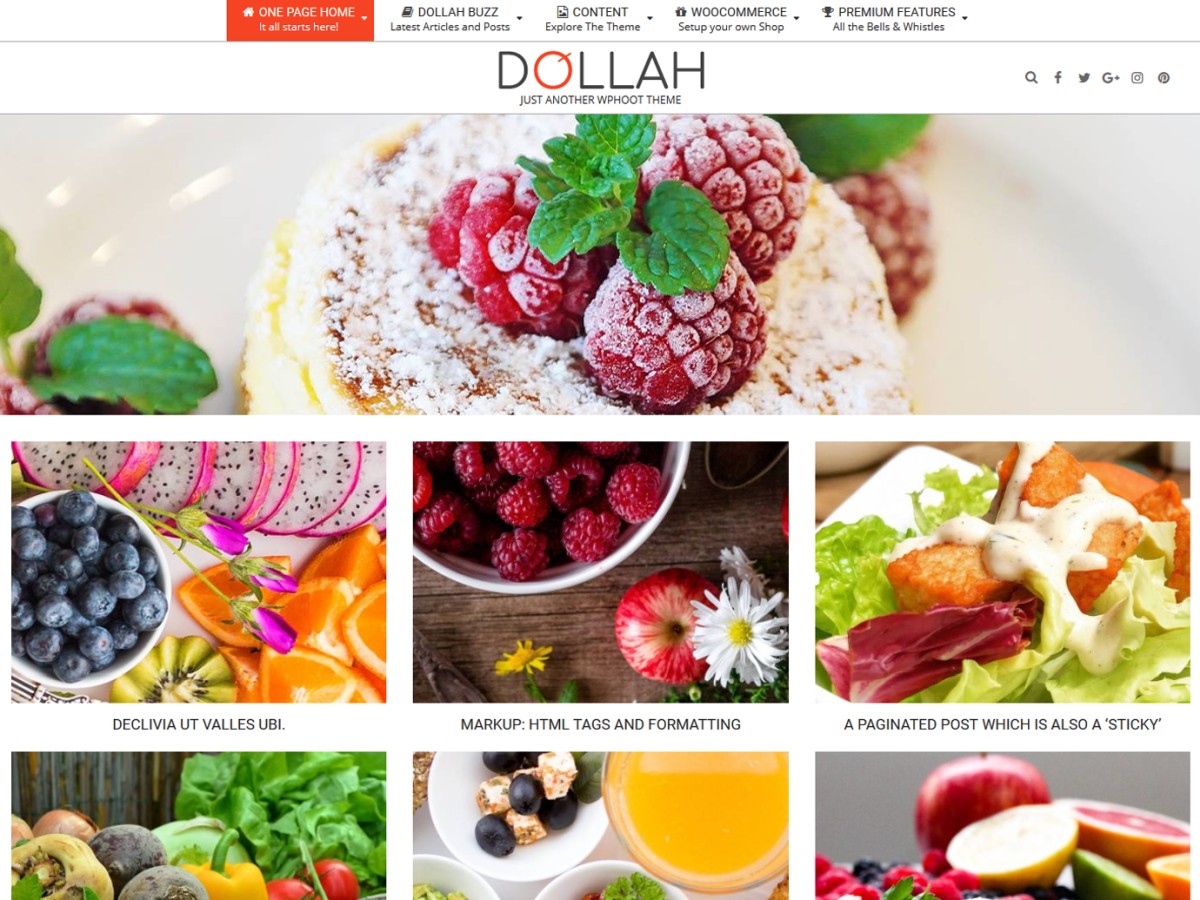 ONE PAGE HOME
It all starts here!
DOLLAH BUZZ
Latest Articles and Posts
CONTENT
Explore The Theme
WOOCOMMERCE
Setup your own Shop
PREMIUM FEATURES
All the Bells & Whistles
DOLLAH
JUST ANOTHER WPHOOT THEME
DECLIVIA UT VALLES UBI.
MARKUP: HTML TAGS AND FORMATTING
A PAGINATED POST WHICH IS ALSO A ‘STICKY’